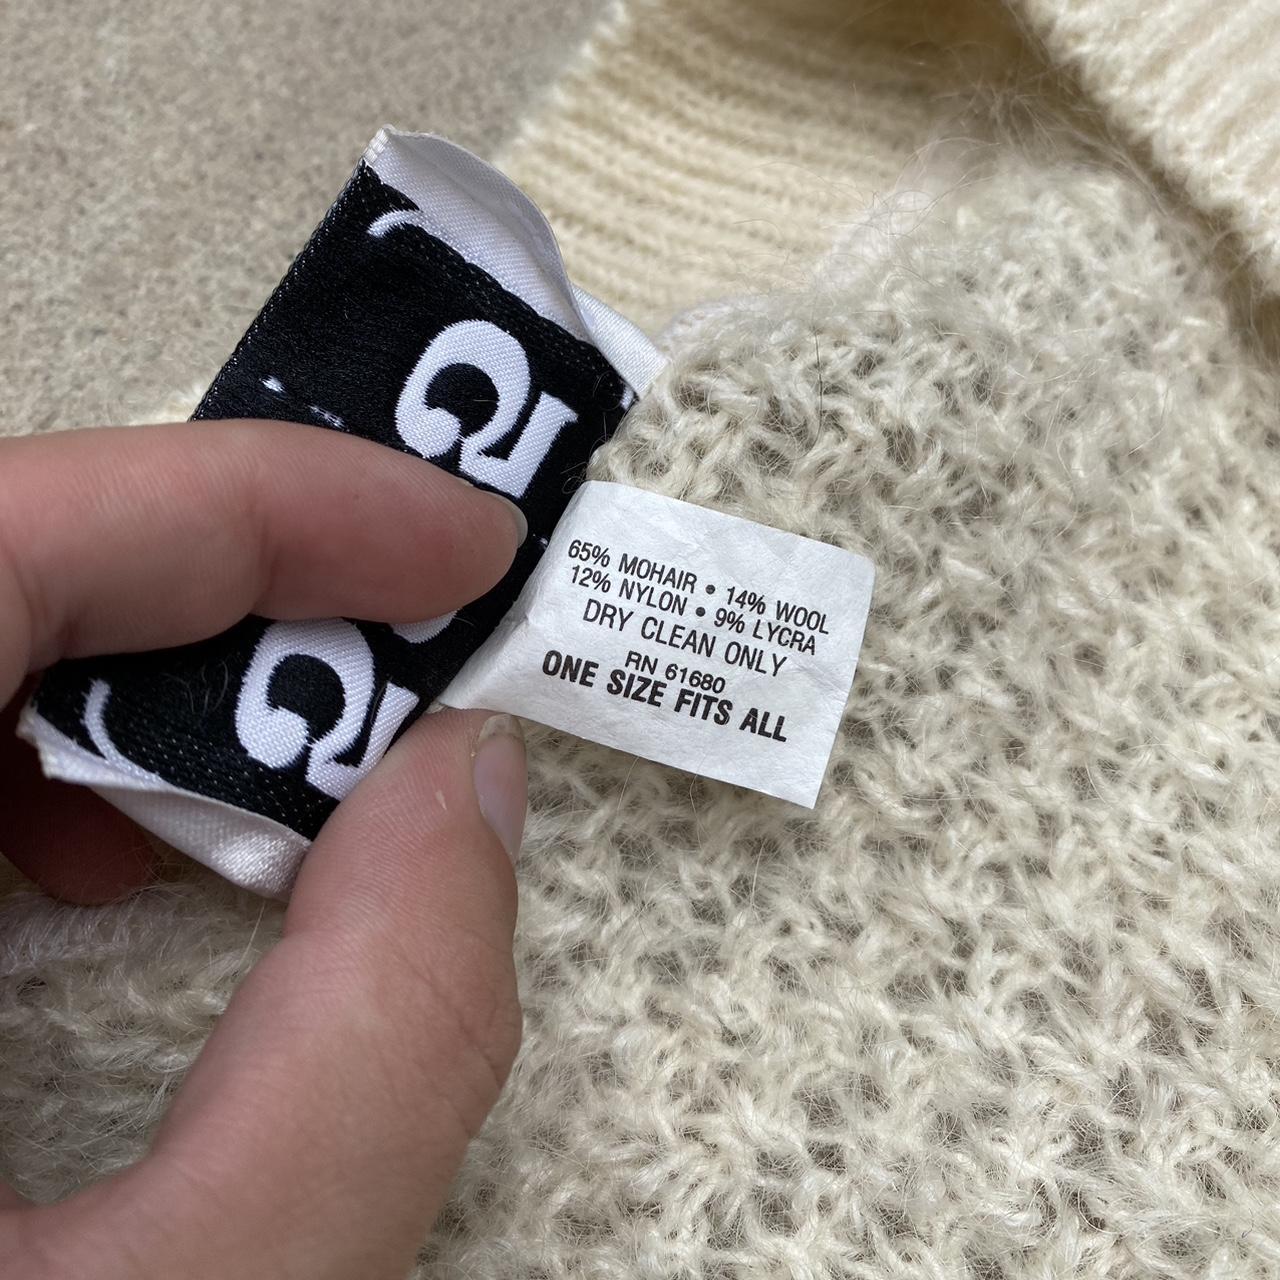 65% MOHAIR • 14% WOOL
12% NYLON • 9% LYCRA
DRY CLEAN ONLY
RN 61680
ONE SIZE FITS ALL